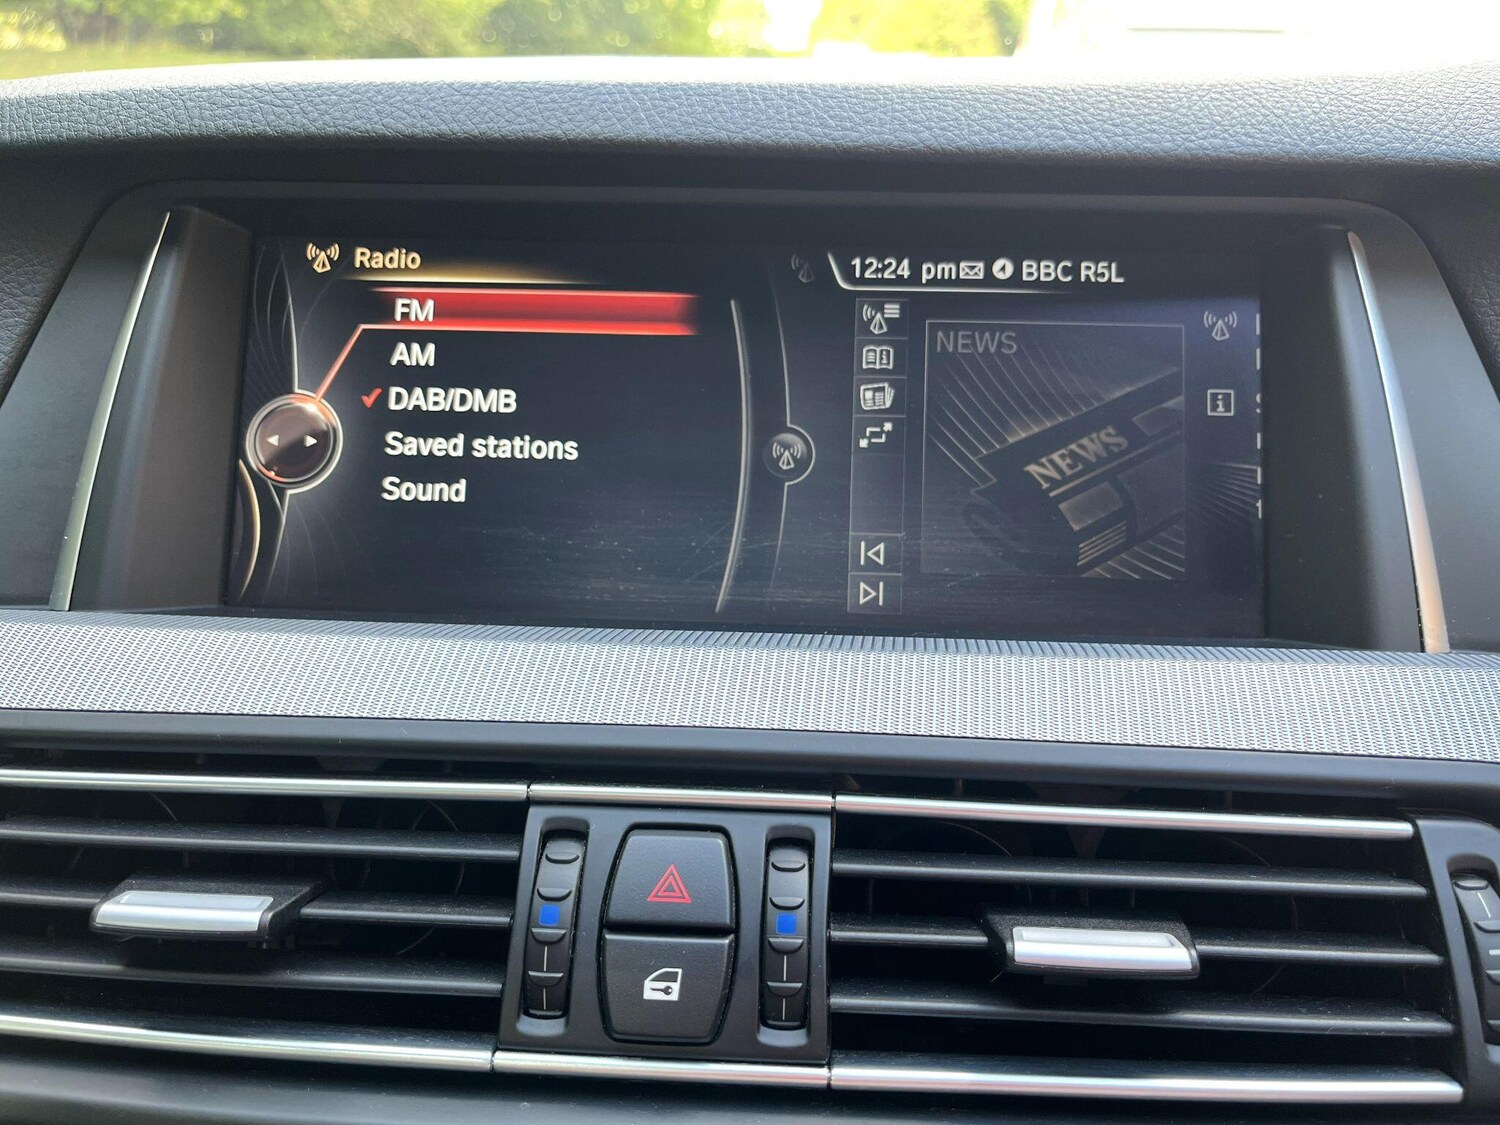 Radio
FM
AM
DAB/DMB
Saved stations
Sound
12:24 pm BBC R5L
NEWS
NEWS